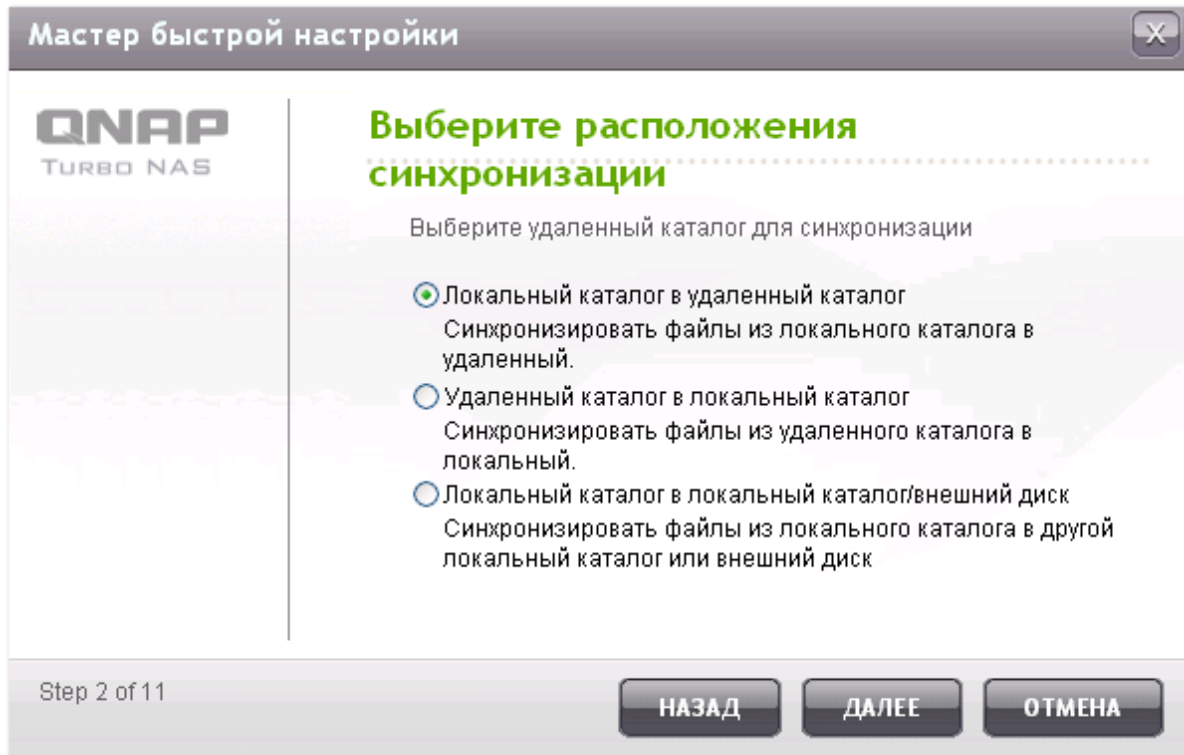 Мастер быстрой настройки
X
QNAP
TURBO NAS
Выберите расположения
синхронизации
Выберите удаленный каталог для синхронизации
Локальный каталог в удаленный каталог
Синхронизировать файлы из локального каталога в
удаленный.
Удаленный каталог в локальный каталог
Синхронизировать файлы из удаленного каталога в
локальный.
Локальный каталог в локальный каталог/внешний диск
Синхронизировать файлы из локального каталога в другой
локальный каталог или внешний диск
Step 2 of 11
НАЗАД
ДАЛЕЕ
ОТМЕНА